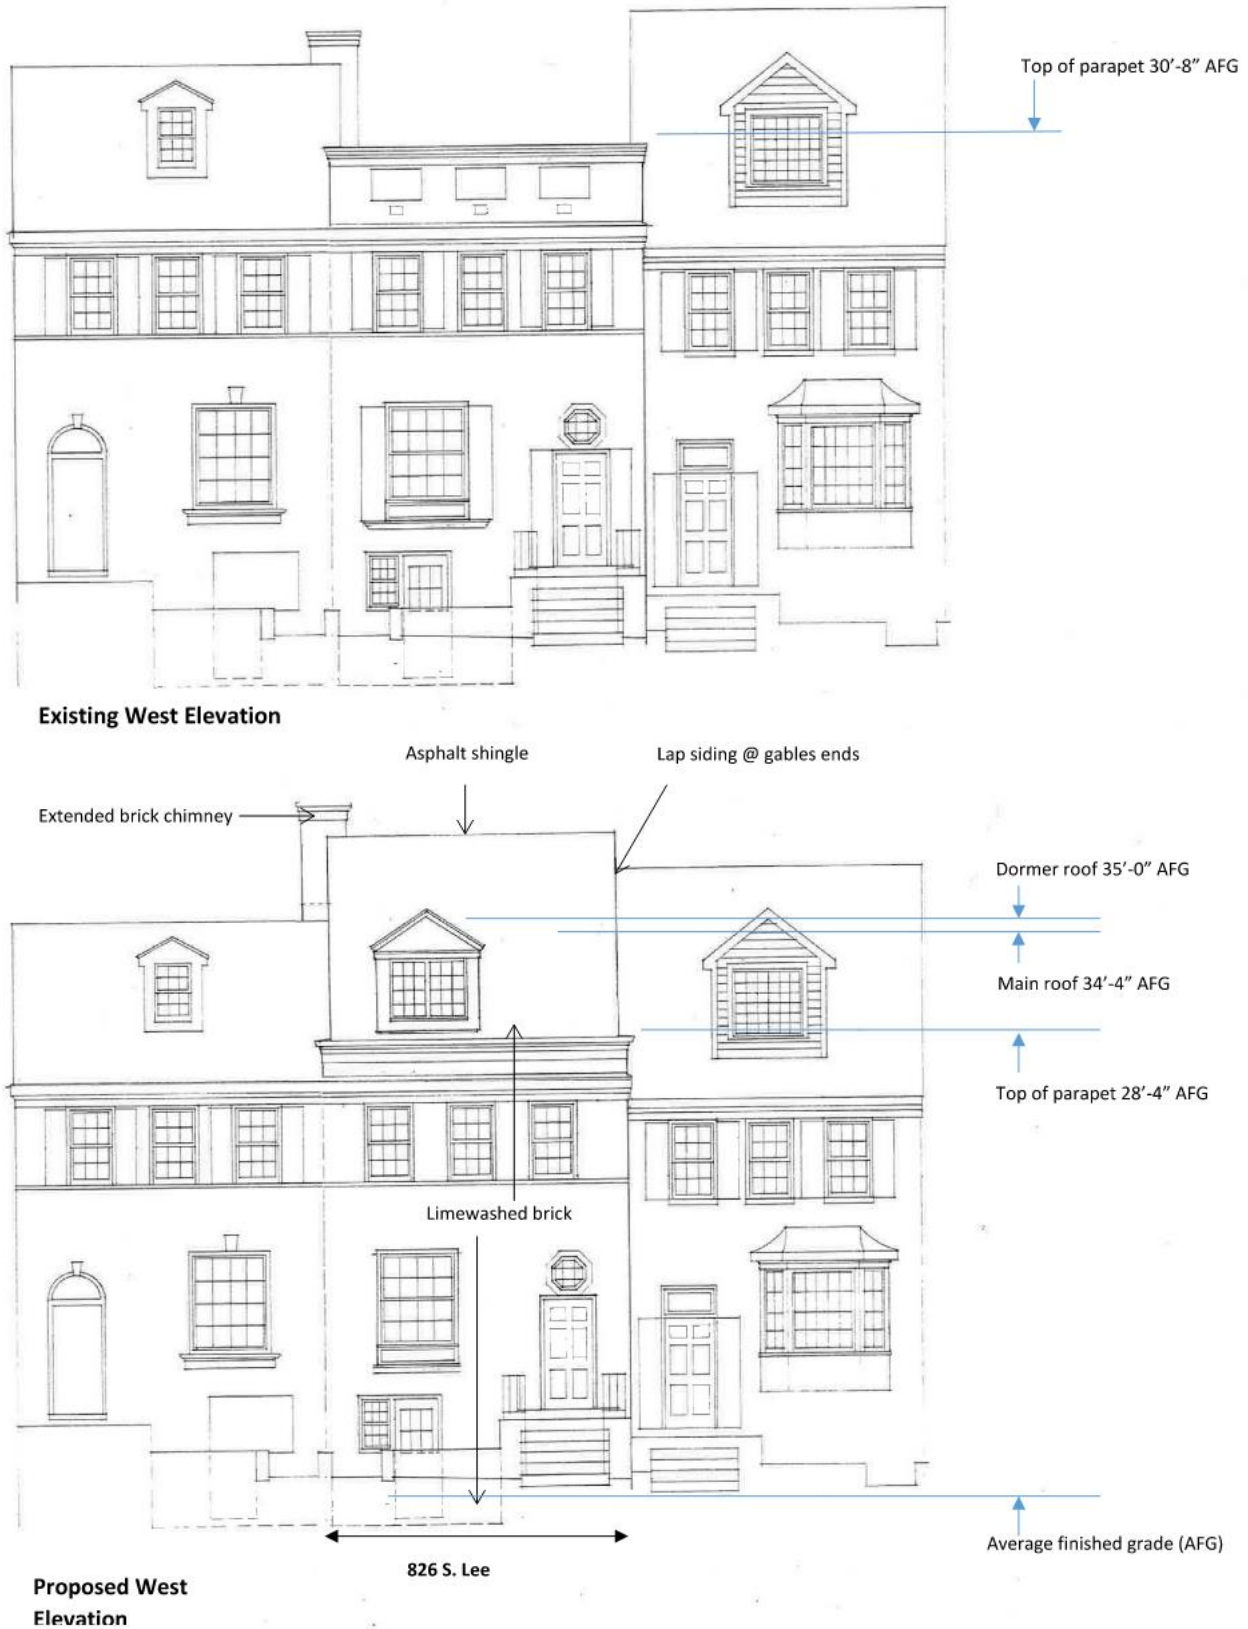 Top of parapet 30’-8” AFG
Existing West Elevation
Asphalt shingle
Lap siding @ gables ends
Extended brick chimney
Dormer roof 35’-0” AFG
Main roof 34’-4” AFG
Top of parapet 28’-4” AFG
Limewashed brick
Average finished grade (AFG)
826 S. Lee
Proposed West
Elevation